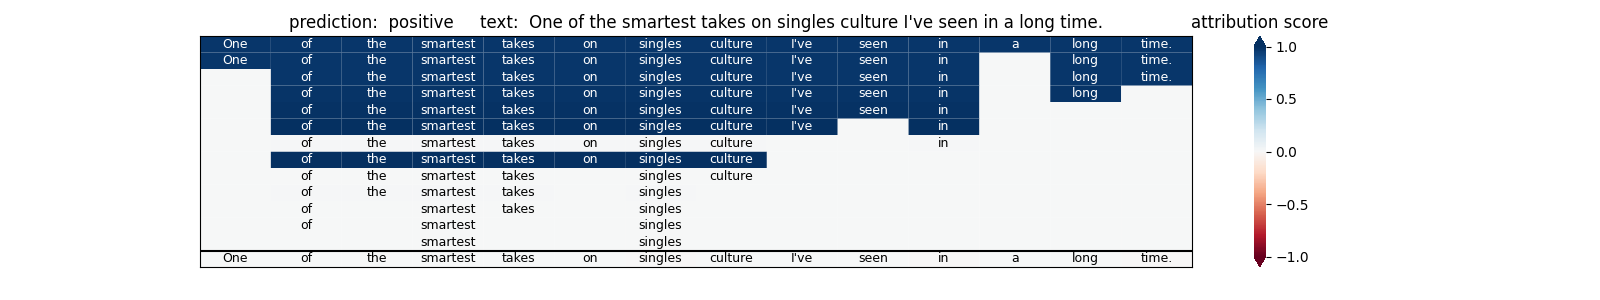 prediction:  positive     text:  One of the smartest takes on singles culture I've seen in a long time.     attribution score
One of the smartest takes on singles culture I've seen in a long time.
One of the smartest takes on singles culture I've seen in long time.
of the smartest takes on singles culture I've seen in long time.
of the smartest takes on singles culture I've seen in long
of the smartest takes on singles culture I've seen in
of the smartest takes on singles culture I've in
of the smartest takes on singles culture in
of the smartest takes on singles culture
of the smartest takes singles culture
of the smartest takes singles
of smartest takes singles
of smartest singles
smartest singles
One of the smartest takes on singles culture I've seen in a long time.
1.0
0.5
0.0
−0.5
−1.0